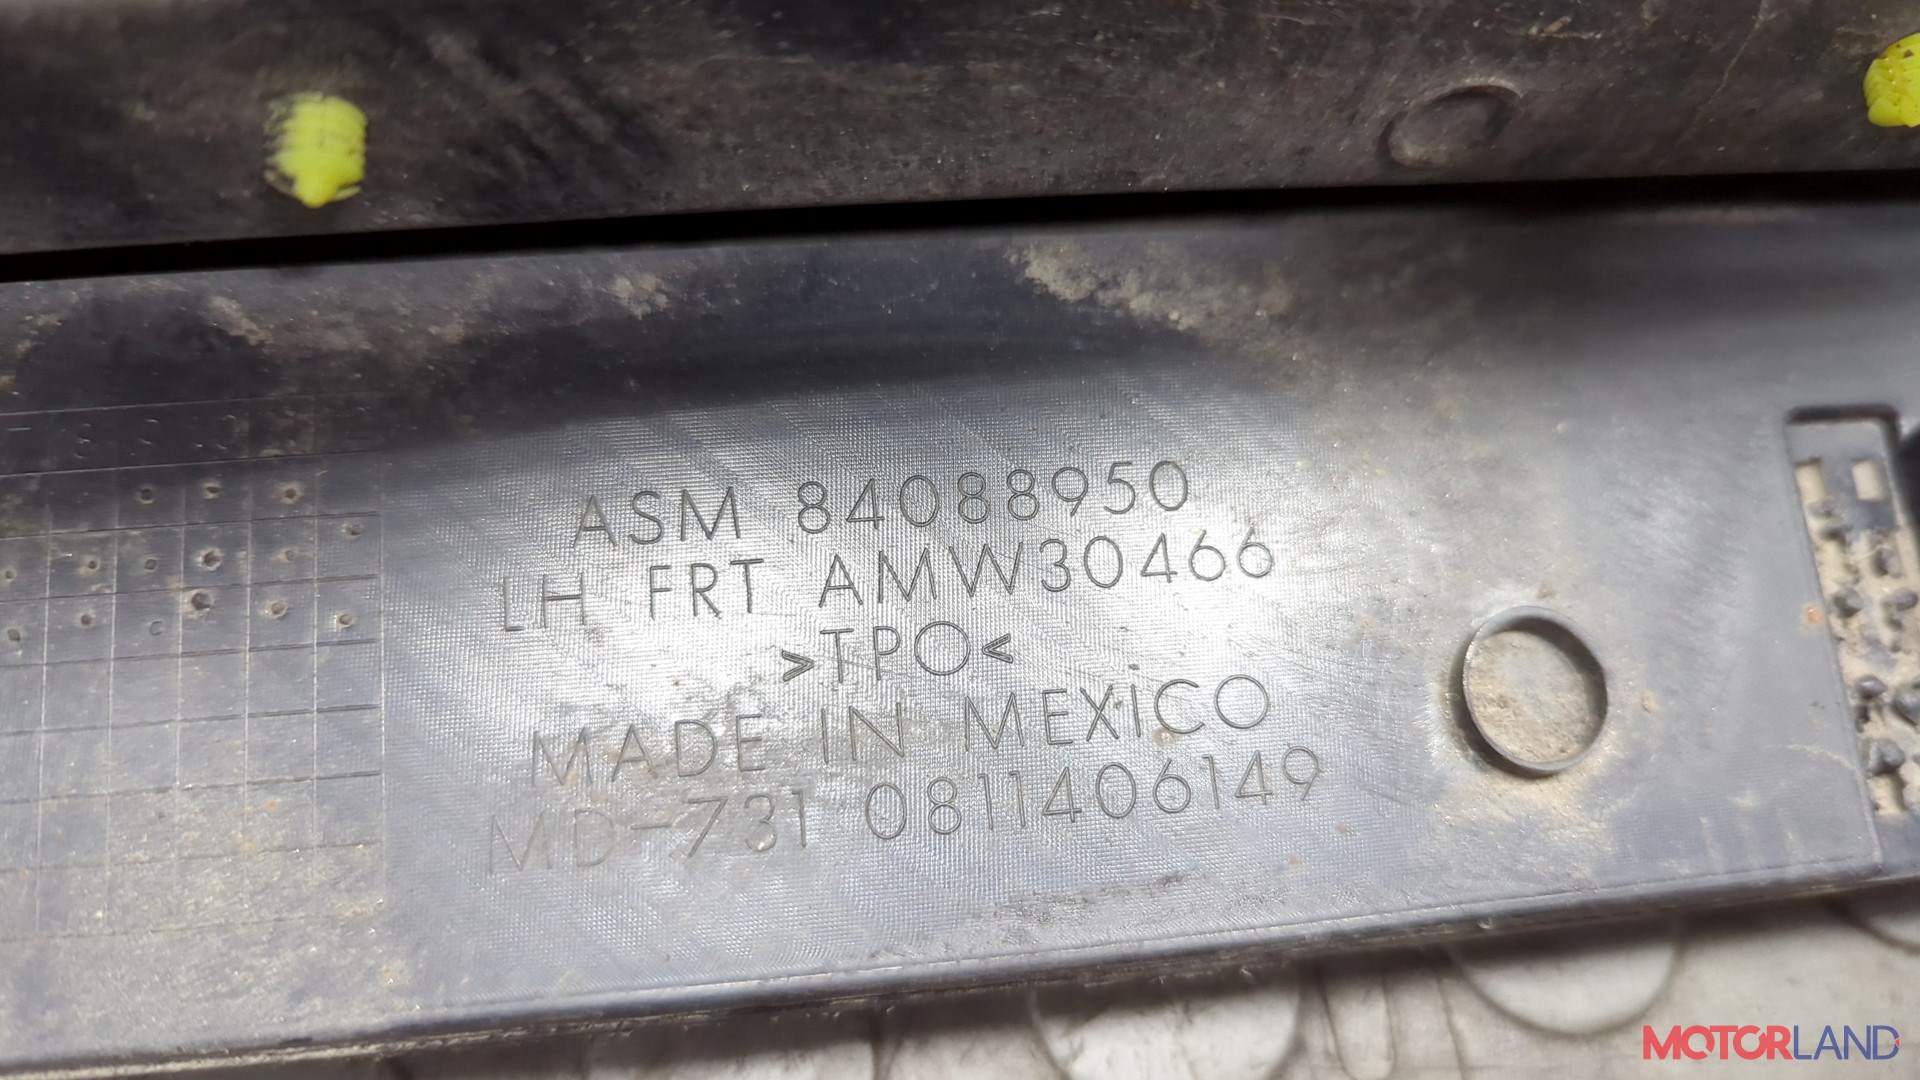 ASM 84088950
LH FRT AMW30466
>TPO<
MADE IN MEXICO
MD-731 0811406149
MOTORLAND